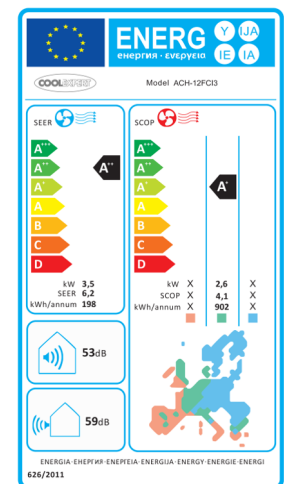 ENERG Y IJA
енергия · ενεργεια IE IA
COOLEXPERT Model ACH-12FCI3
SEER SCOP
A+++ A+++
A++ A++ A++
A+ A+ A+
A A
B B
C C
D D
kW 3,5 kW X 2,6 X
SEER 6,2 SCOP X 4,1 X
kWh/annum 198 kWh/annum X 902 X
53dB
59dB
ENERGIA·ЕНЕРГИЯ·ΕΝΕΡΓΕΙΑ·ENERGIJA·ENERGY·ENERGIE·ENERGI
626/2011